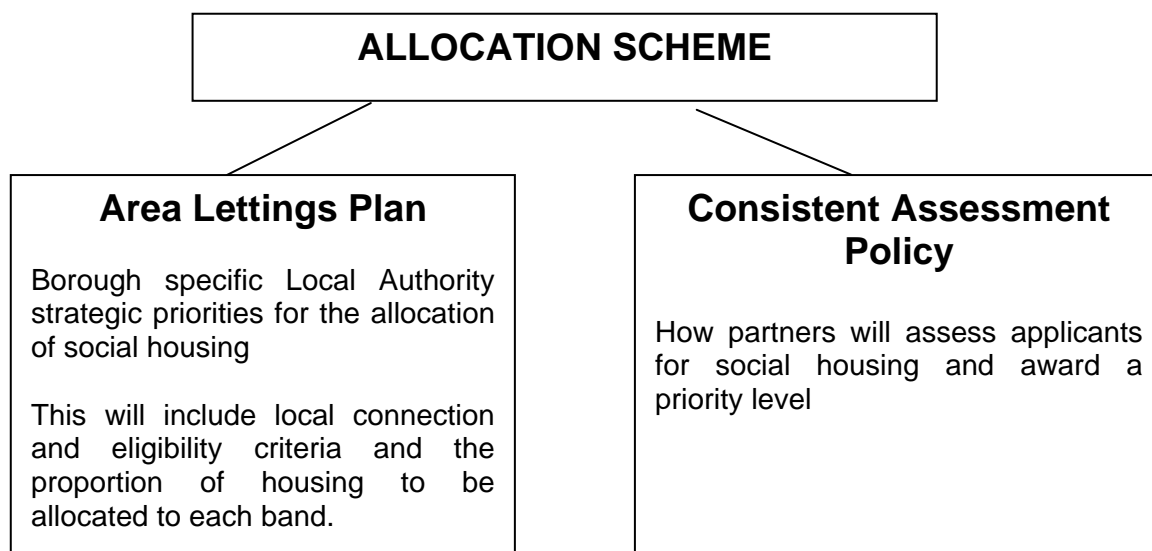 ALLOCATION SCHEME
Area Lettings Plan
Borough specific Local Authority
strategic priorities for the allocation
of social housing
This will include local connection
and eligibility criteria and the
proportion of housing to be
allocated to each band.
Consistent Assessment
Policy
How partners will assess applicants
for social housing and award a
priority level